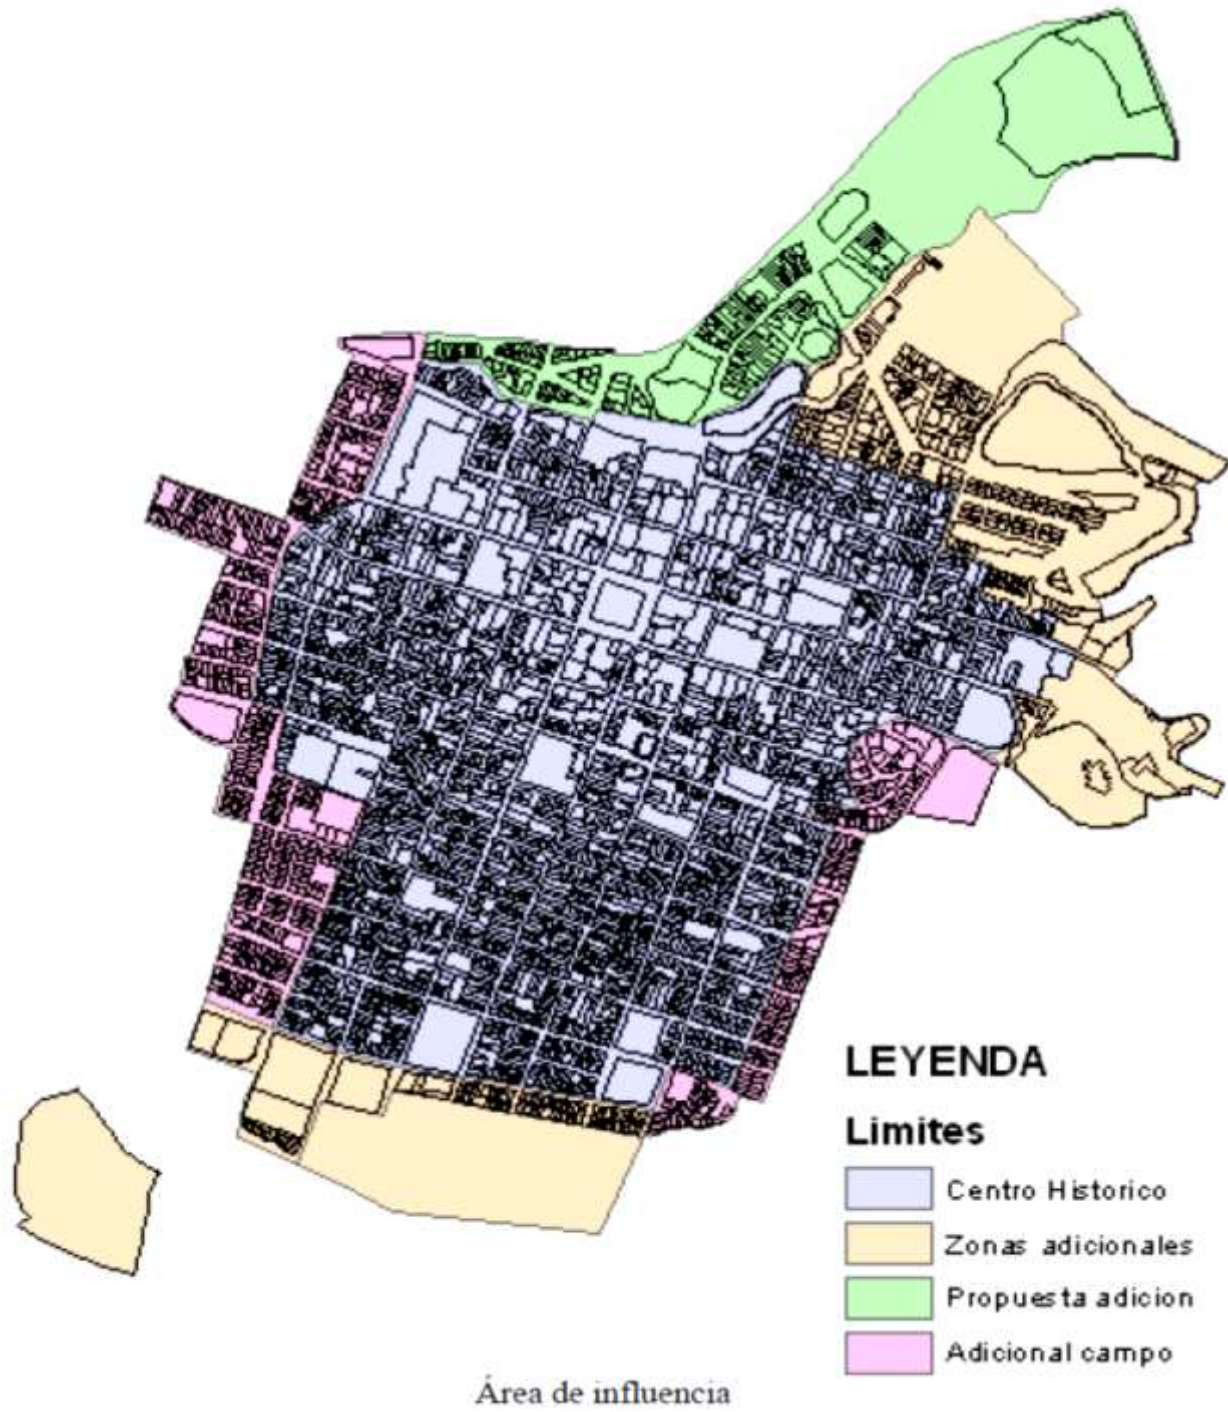 LEYENDA
Limites
Centro Historico
Zonas adicionales
Propuesta adicion
Adicional campo
Área de influencia